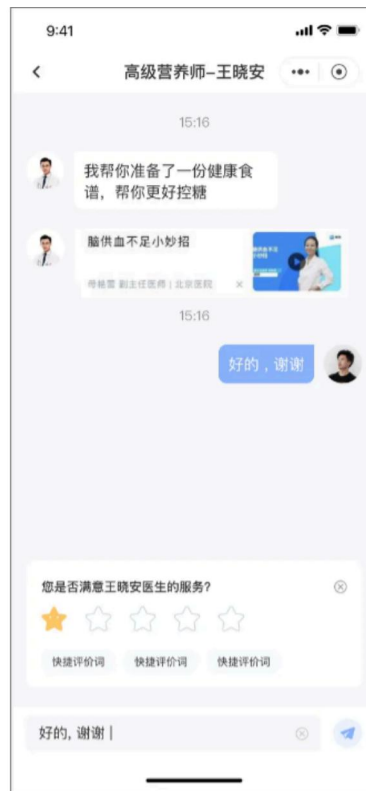 9:41
高级营养师-王晓安
15:16
我帮你准备了一份健康食
谱，帮你更好控糖
脑供血不足小妙招
副主任医师 | 北京医院
15:16
好的，谢谢
您是否满意王晓安医生的服务?
快捷评价词 快捷评价词 快捷评价词
好的, 谢谢